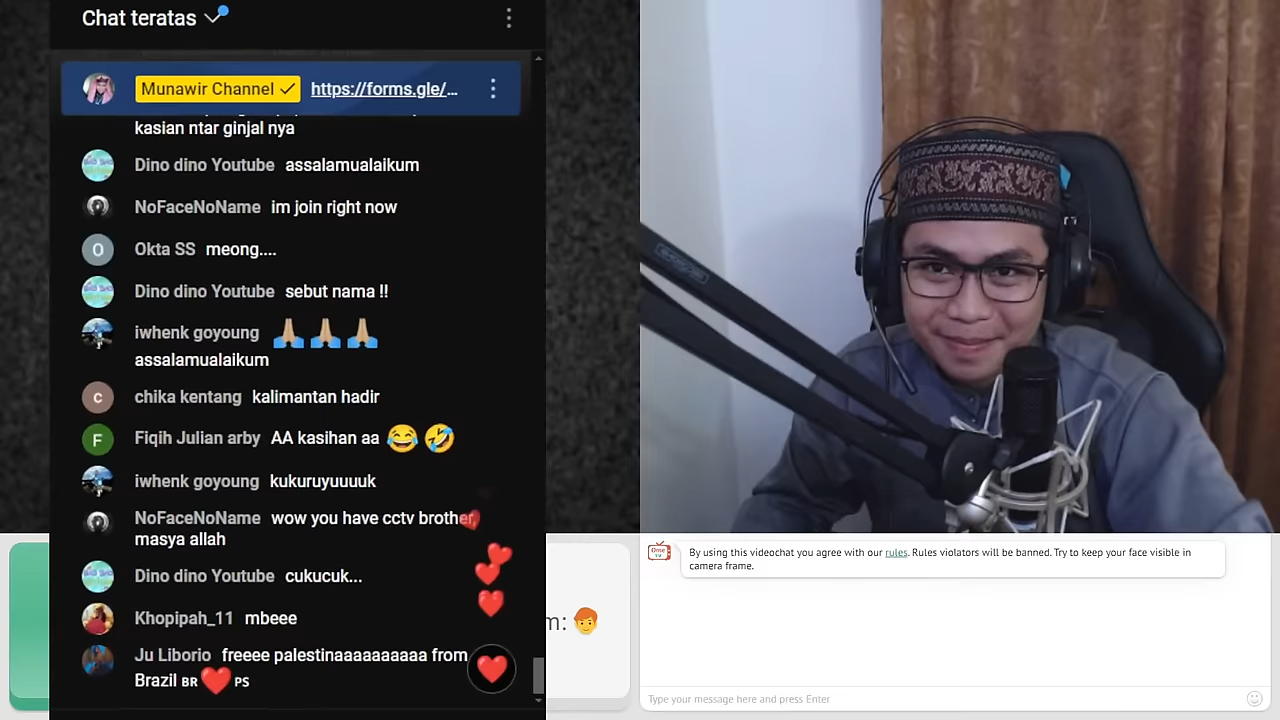 Chat teratas
Munawir Channel https://forms.gle/...
kasian ntar ginjal nya
Dino dino Youtube assalamualaikum
NoFaceNoName im join right now
O Okta SS meong....
Dino dino Youtube sebut nama !!
iwhenk goyoung 🙏🏼🙏🏼🙏🏼
assalamualaikum
c chika kentang kalimantan hadir
F Fiqih Julian arby AA kasihan aa 😂🤣
iwhenk goyoung kukuruyuuuuk
NoFaceNoName wow you have cctv brother,
masya allah
Dino dino Youtube cukucuk...
Khopipah_11 mbeee
Ju Liborio freeee palestinaaaaaaaaaa from
Brazil BR❤️PS
m: 
Ome TV
By using this videochat you agree with our rules. Rules violators will be banned. Try to keep your face visible in
camera frame.
Type your message here and press Enter